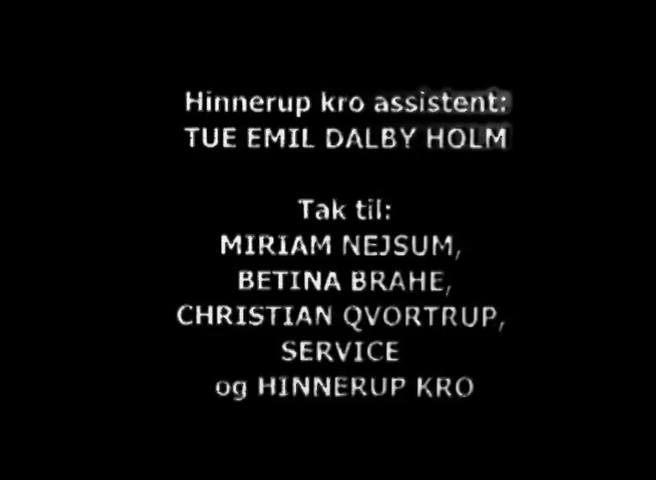 Hinnerup kro assistent:
TUE EMIL DALBY HOLM
Tak til:
MIRIAM NEJSUM,
BETINA BRAHE,
CHRISTIAN QVORTRUP,
SERVICE
og HINNERUP KRO